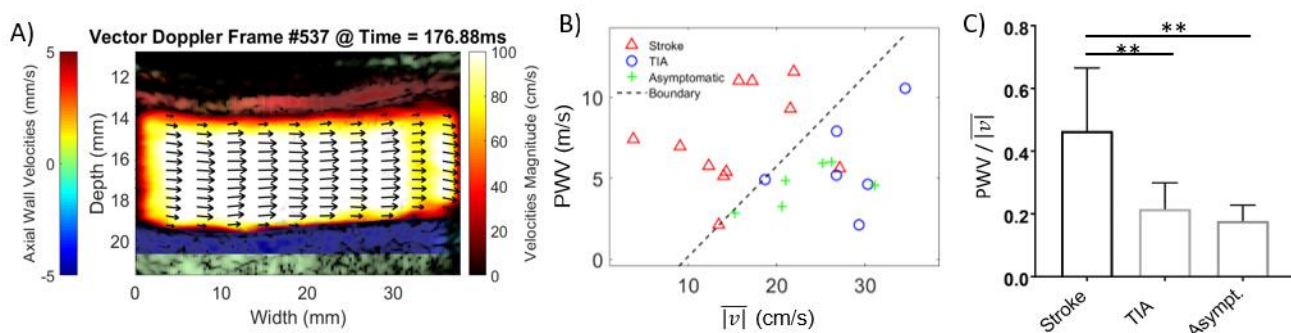 A)
Vector Doppler Frame #537 @ Time = 176.88ms
Axial Wall Velocities (mm/s)
5
0
-5
Depth (mm)
12
14
16
18
20
0
10
20
30
Width (mm)
Velocities Magnitude (cm/s)
100
80
60
40
20
0
B)
PWV (m/s)
10
5
0
Stroke
TIA
Asymptomatic
Boundary
10
20
30
|v| (cm/s)
C)
PWV / |v|
0.8
0.6
0.4
0.2
0.0
**
**
Stroke
TIA
Asympt.